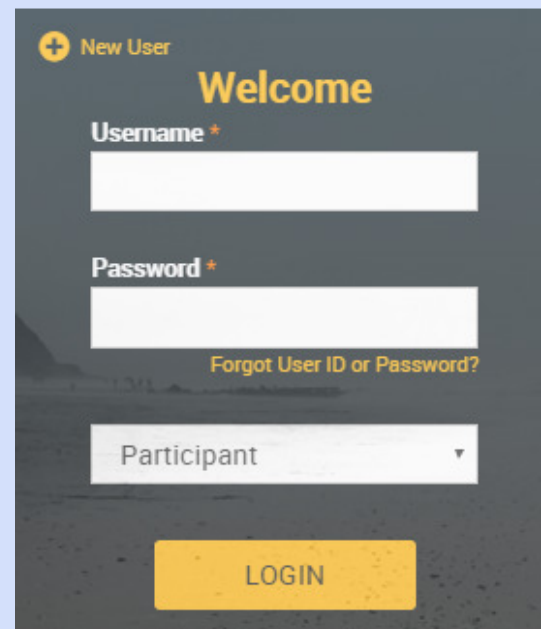 New User
Welcome
Username *
Password *
Forgot User ID or Password?
Participant
LOGIN